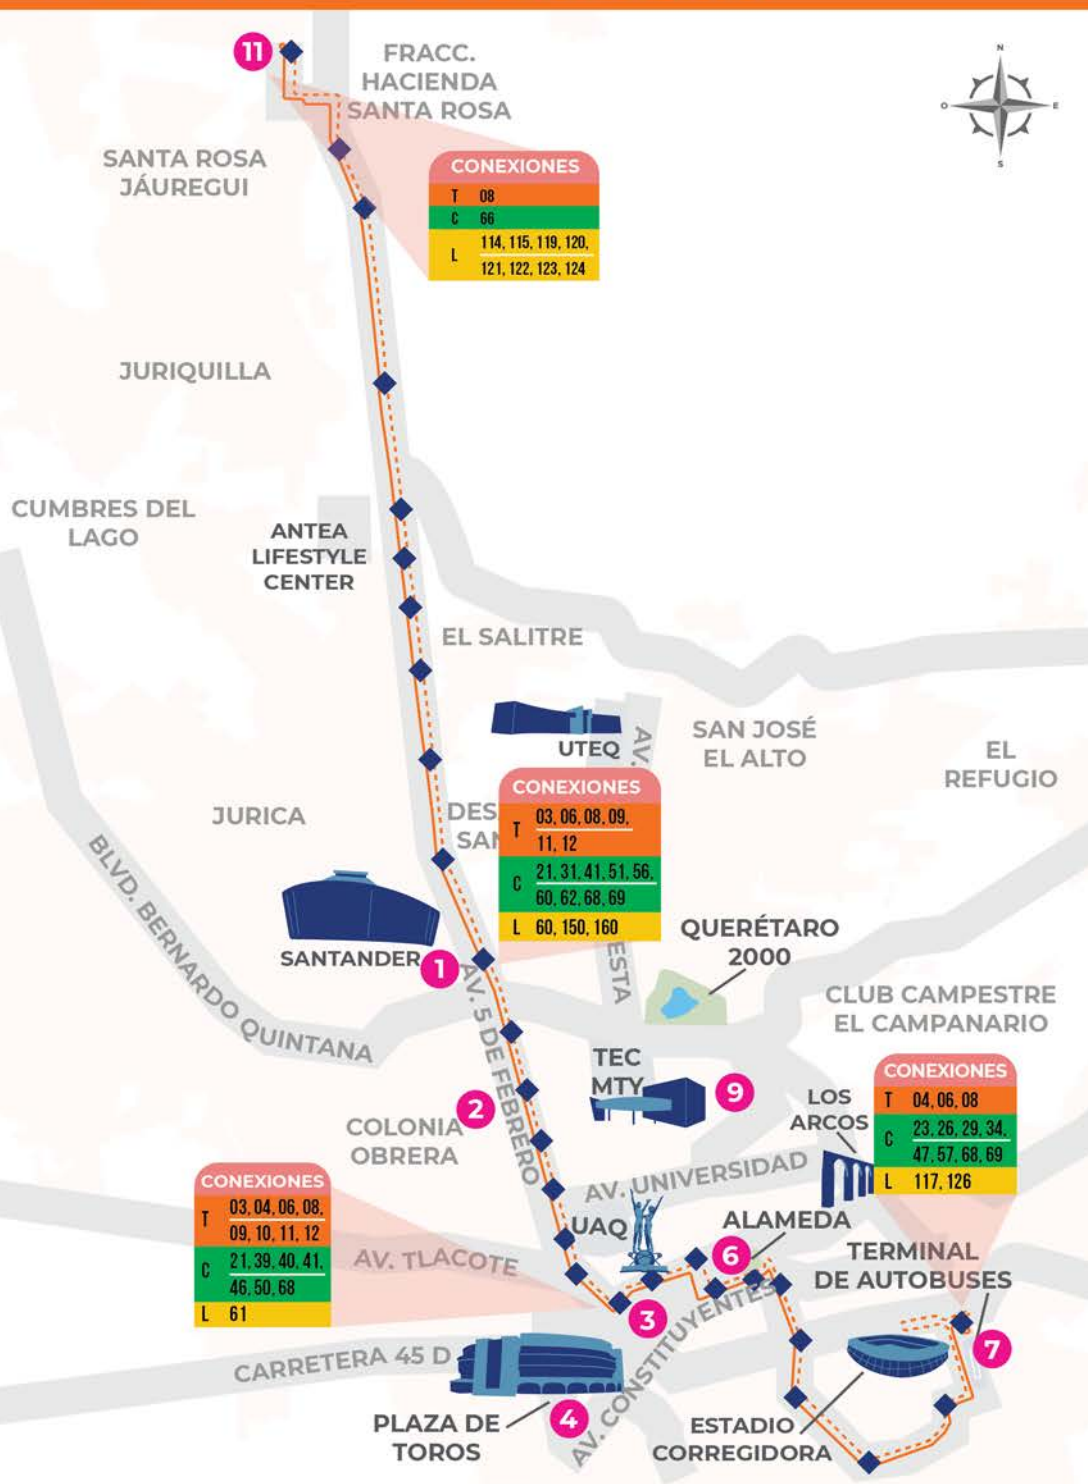 11
FRACC.
HACIENDA
SANTA ROSA
N
O
E
S
SANTA ROSA
JÁUREGUI
CONEXIONES
T 08
C 66
L 114, 115, 119, 120,
121, 122, 123, 124
JURIQUILLA
CUMBRES DEL
LAGO
ANTEA
LIFESTYLE
CENTER
EL SALITRE
UTEQ
AV.
SAN JOSÉ
EL ALTO
EL
REFUGIO
JURICA
DES
SAN
CONEXIONES
T 03, 06, 08, 09,
11, 12
C 21, 31, 41, 51, 56,
60, 62, 68, 69
L 60, 150, 160
BLVD. BERNARDO QUINTANA
SANTANDER
1
AV. 5 DE FEBRERO
ESTA
QUERÉTARO
2000
CLUB CAMPESTRE
EL CAMPANARIO
TEC
MTY
9
2
COLONIA
OBRERA
LOS
ARCOS
CONEXIONES
T 04, 06, 08
C 23, 26, 29, 34,
47, 57, 68, 69
L 117, 126
AV. UNIVERSIDAD
CONEXIONES
T 03, 04, 06, 08,
09, 10, 11, 12
C 21, 39, 40, 41,
46, 50, 68
L 61
AV. TLACOTE
UAQ
ALAMEDA
6
TERMINAL
DE AUTOBUSES
7
3
AV. CONSTITUYENTES
CARRETERA 45 D
PLAZA DE
TOROS
4
ESTADIO
CORREGIDORA